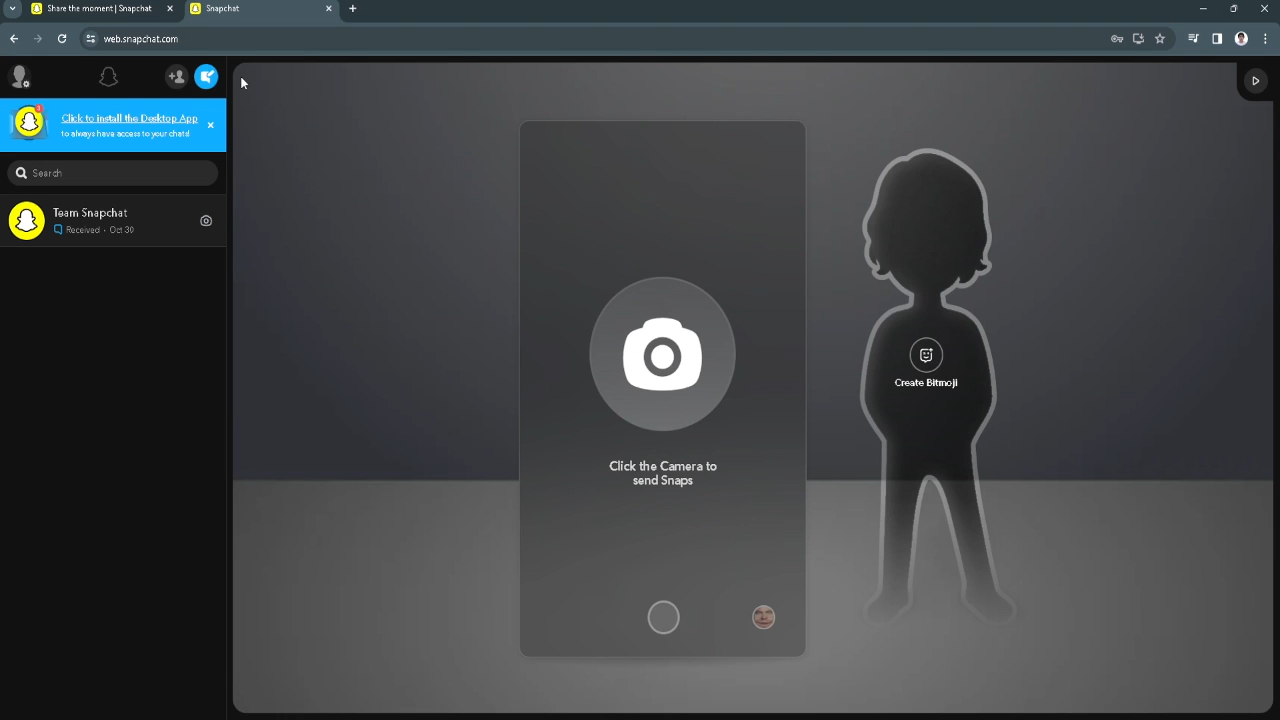 Share the moment | Snapchat
Snapchat
web.snapchat.com
Click to install the Desktop App
to always have access to your chats!
Search
Team Snapchat
Received · Oct 30
Create Bitmoji
Click the Camera to
send Snaps